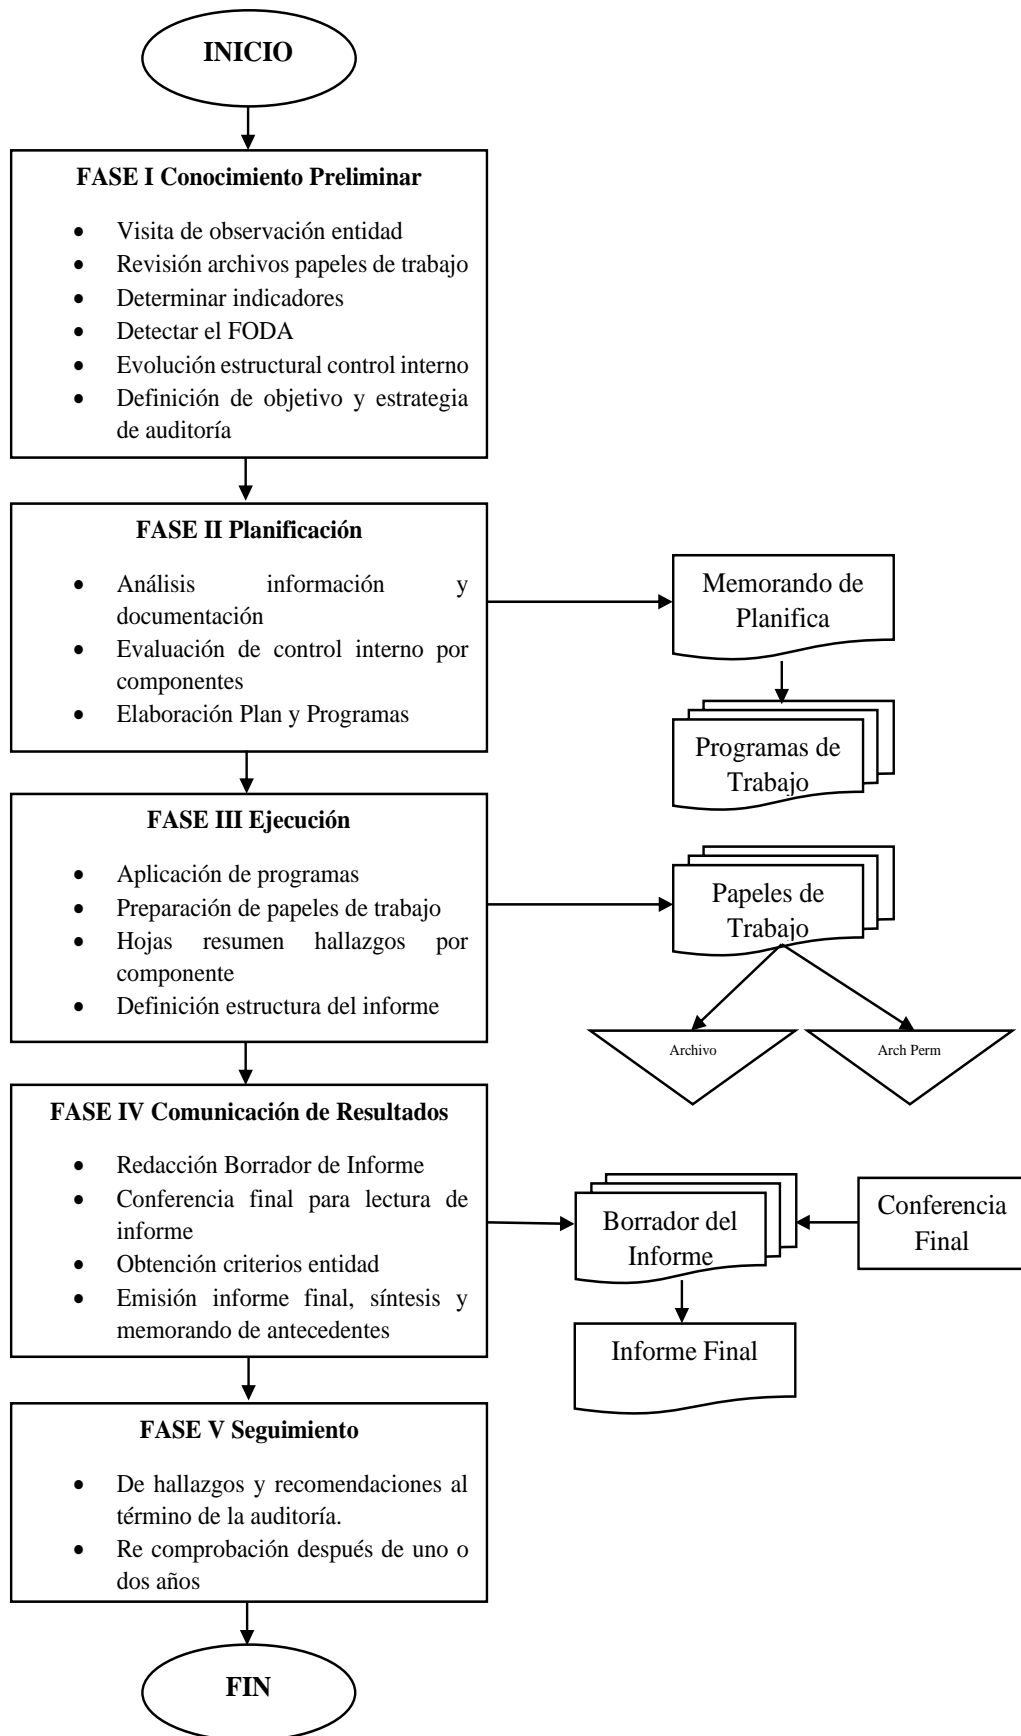 INICIO
FASE I Conocimiento Preliminar
• Visita de observación entidad
• Revisión archivos papeles de trabajo
• Determinar indicadores
• Detectar el FODA
• Evolución estructural control interno
• Definición de objetivo y estrategia
de auditoría
FASE II Planificación
• Análisis información y
documentación
• Evaluación de control interno por
componentes
• Elaboración Plan y Programas
Memorando de
Planifica
Programas de
Trabajo
FASE III Ejecución
• Aplicación de programas
• Preparación de papeles de trabajo
• Hojas resumen hallazgos por
componente
• Definición estructura del informe
Papeles de
Trabajo
Archivo
Arch Perm
FASE IV Comunicación de Resultados
• Redacción Borrador de Informe
• Conferencia final para lectura de
informe
• Obtención criterios entidad
• Emisión informe final, síntesis y
memorando de antecedentes
Borrador del
Informe
Conferencia
Final
Informe Final
FASE V Seguimiento
• De hallazgos y recomendaciones al
término de la auditoría.
• Re comprobación después de uno o
dos años
FIN